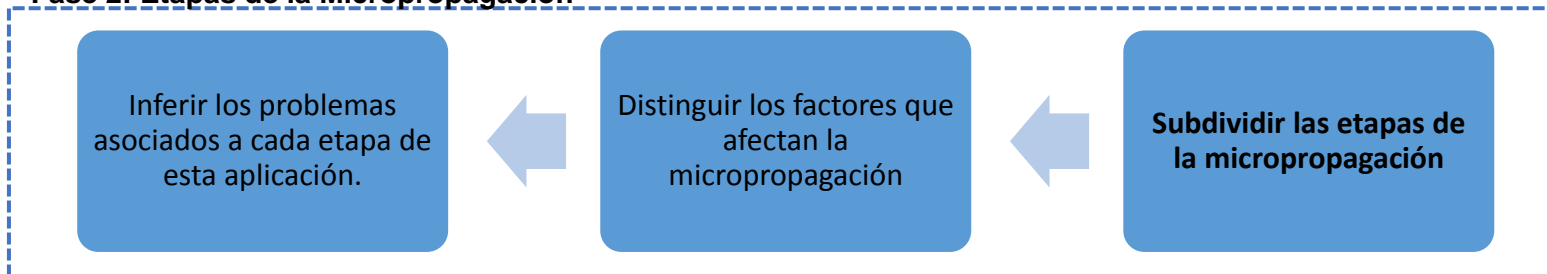 Fase 2: Etapas de la Micropropagación
Inferir los problemas
asociados a cada etapa de
esta aplicación.
Distinguir los factores que
afectan la
micropropagación
Subdividir las etapas de
la micropropagación